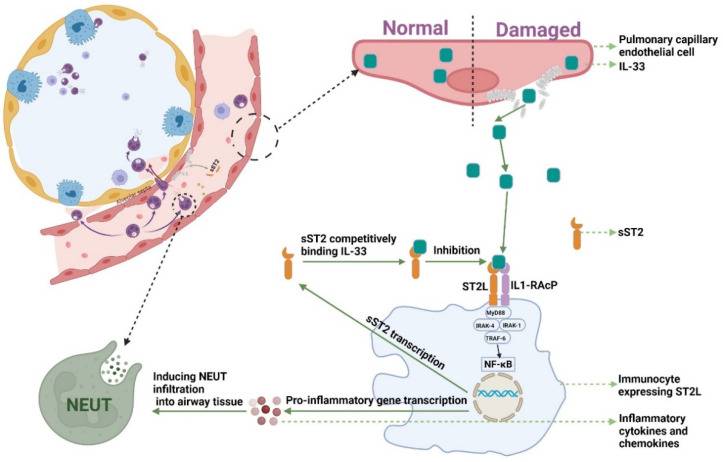 Normal
Damaged
Pulmonary capillary
endothelial cell
IL-33
Alveolar septa
sST2
sST2
sST2 competitively
binding IL-33
Inhibition
ST2L
IL1-RAcP
MyD88
IRAK-4
IRAK-1
TRAF-6
NF-κB
sST2 transcription
Immunocyte
expressing ST2L
NEUT
Inducing NEUT
infiltration
into airway tissue
Pro-inflammatory gene transcription
Inflammatory
cytokines and
chemokines